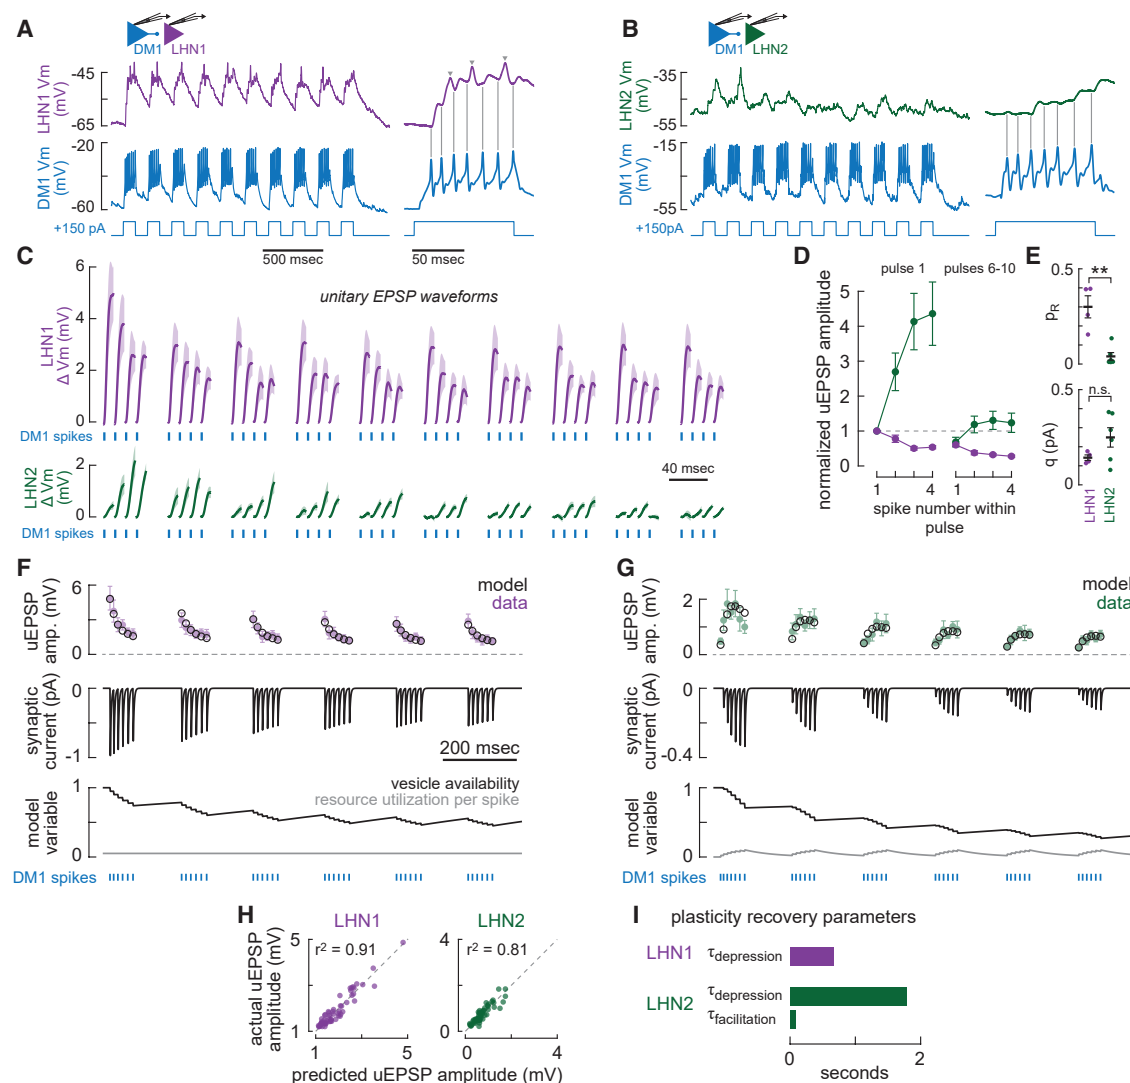 A
DM1
LHN1
LHN1 Vm
(mV)
-45
-65
DM1 Vm
(mV)
-20
-60
+150 pA
500 msec
50 msec
B
DM1
LHN2
LHN2 Vm
(mV)
-35
-55
DM1 Vm
(mV)
-15
-55
+150pA
C
unitary EPSP waveforms
LHN1
Δ Vm (mV)
6
4
2
0
DM1 spikes
LHN2
Δ Vm
(mV)
2
0
40 msec
DM1 spikes
D
pulse 1
pulses 6-10
normalized uEPSP amplitude
5
4
3
2
1
0
1
4
1
4
spike number within
pulse
E
**
pR
0.5
0
n.s.
q (pA)
0.5
0
LHN1
LHN2
F
model
data
uEPSP
amp. (mV)
6
0
synaptic
current (pA)
0
-1
200 msec
vesicle availability
resource utilization per spike
model
variable
1
0
DM1 spikes
G
model
data
uEPSP
amp. (mV)
2
0
synaptic
current (pA)
0
-0.4
model
variable
1
0
DM1 spikes
H
LHN1
LHN2
r² = 0.91
r² = 0.81
actual uEPSP
amplitude (mV)
5
1
1
5
4
0
0
4
predicted uEPSP amplitude (mV)
I
plasticity recovery parameters
LHN1
τdepression
LHN2
τdepression
τfacilitation
0
2
seconds